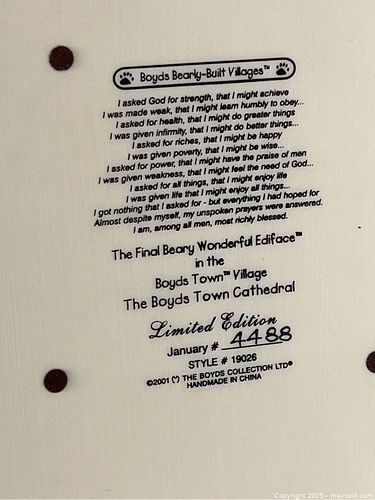 Boyds Bearly-Built Villages™
I asked God for strength, that I might achieve
I was made weak, that I might learn humbly to obey...
I asked for health, that I might do greater things
I was given infirmity, that I might do better things...
I asked for riches, that I might be happy
I was given poverty, that I might be wise...
I asked for power, that I might have the praise of men
I was given weakness, that I might feel the need of God...
I asked for all things, that I might enjoy life
I was given life that I might enjoy all things...
I got nothing that I asked for - but everything I had hoped for
Almost despite myself, my unspoken prayers were answered.
I am, among all men, most richly blessed.
The Final Beary Wonderful Ediface™
in the
Boyds Town™ Village
The Boyds Town Cathedral
Limited Edition
January # 4488
STYLE # 19026
©2001 (") THE BOYDS COLLECTION LTD®
HANDMADE IN CHINA
Copyright 2025 - maxsold.com